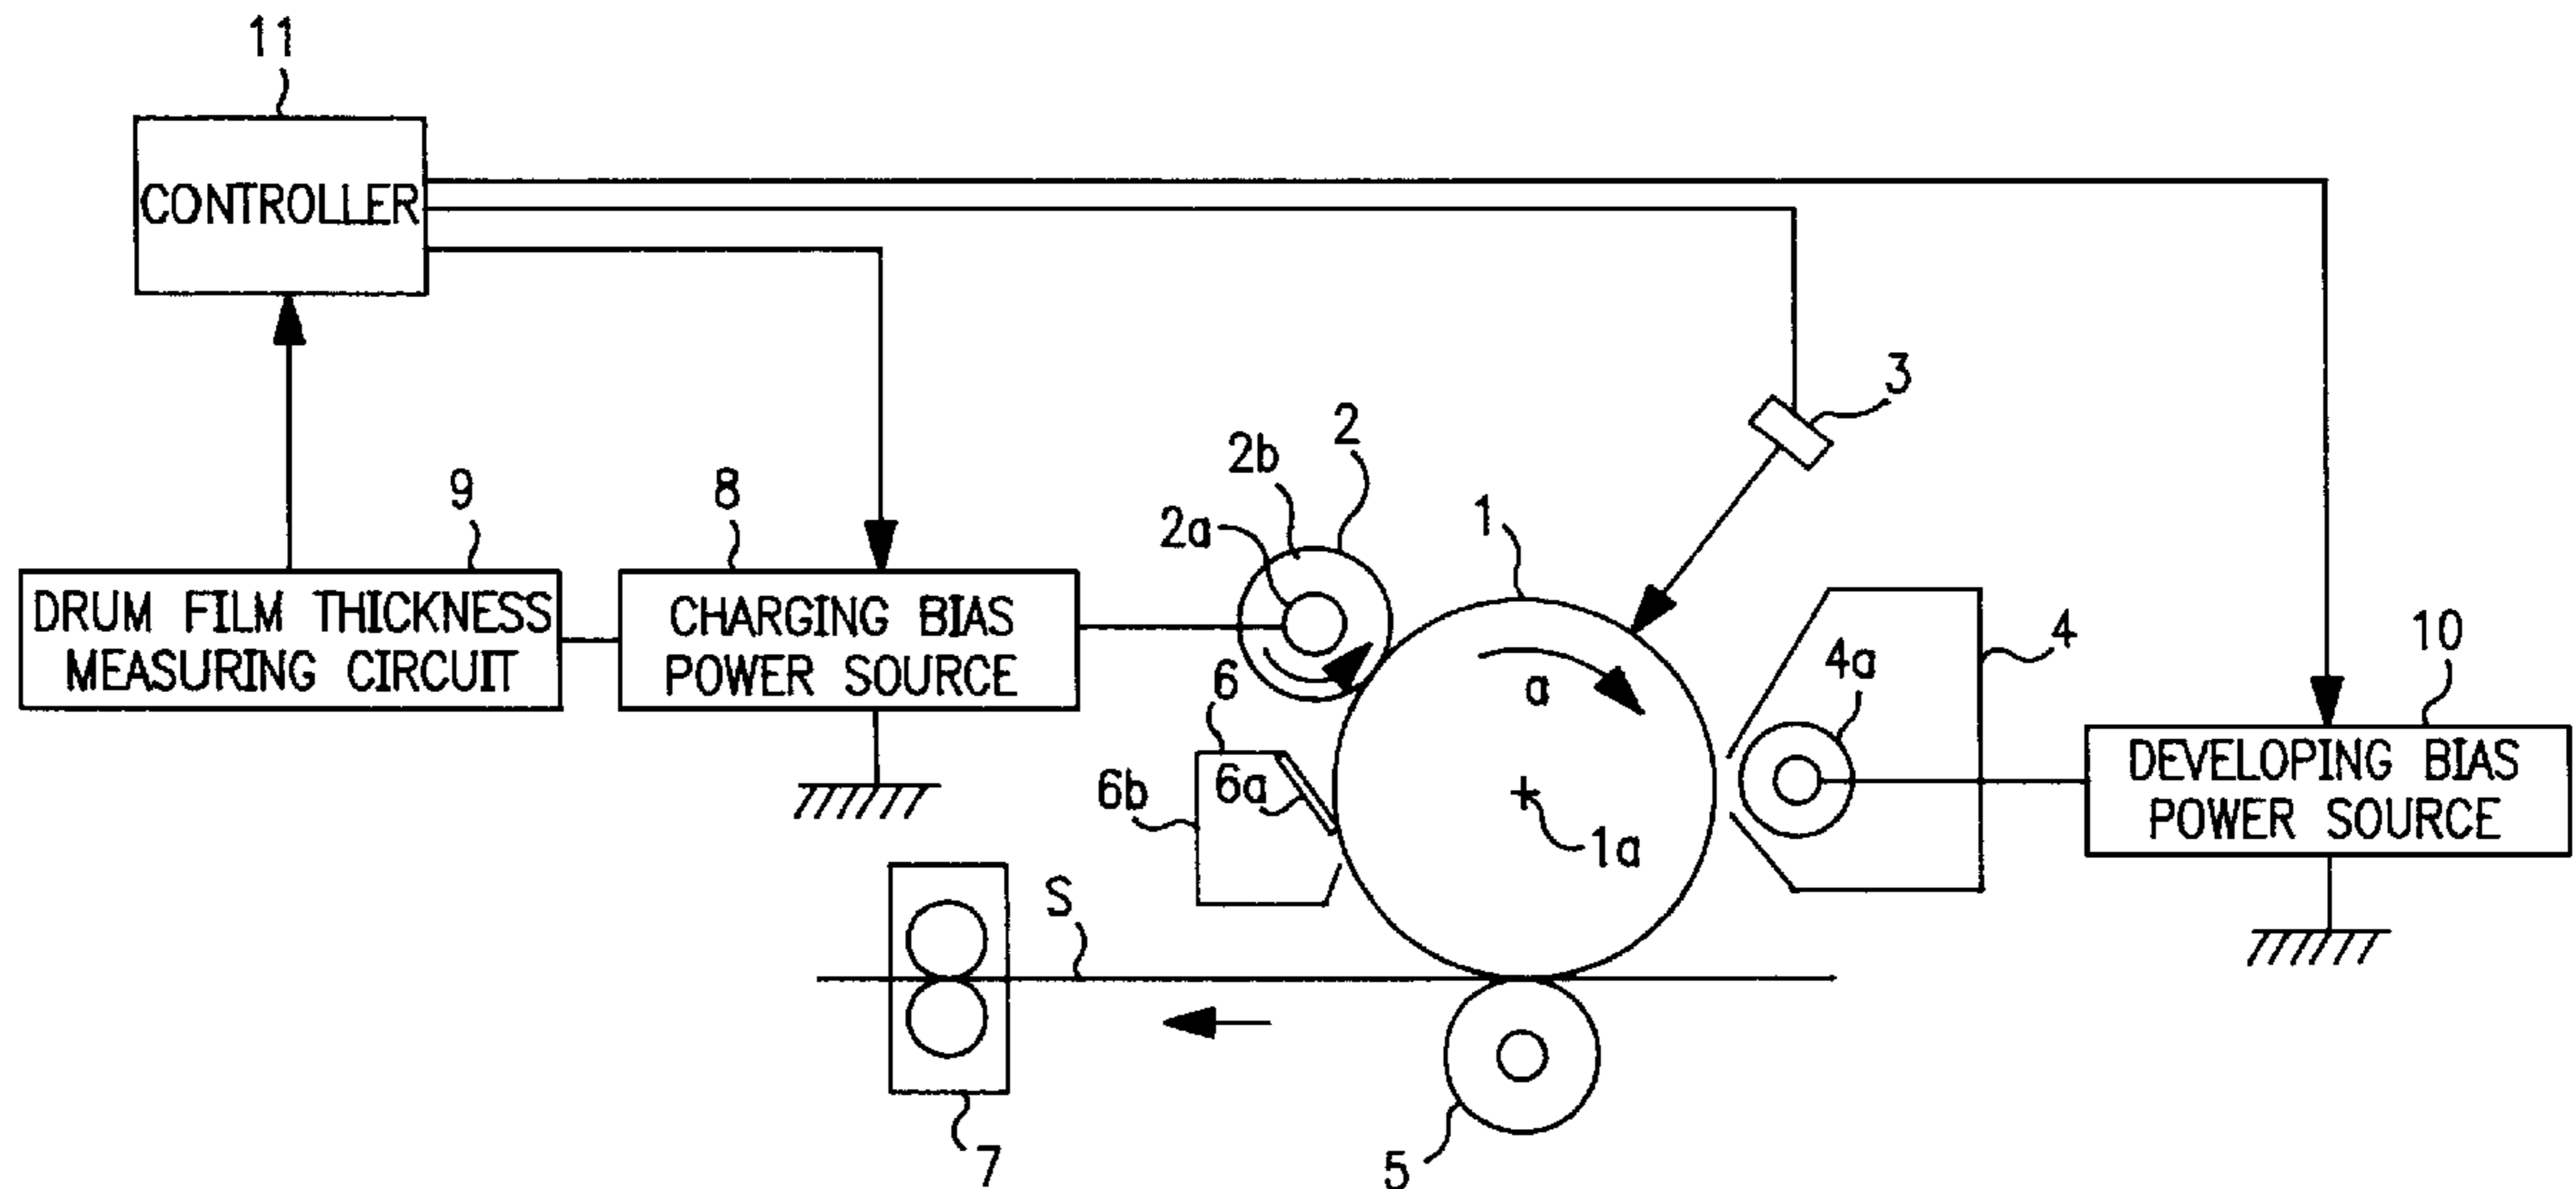 11
CONTROLLER
3
2
2b
2a
1
9
8
DRUM FILM THICKNESS
MEASURING CIRCUIT
CHARGING BIAS
POWER SOURCE
a
4
4a
10
6
6a
6b
1a
DEVELOPING BIAS
POWER SOURCE
S
7
5